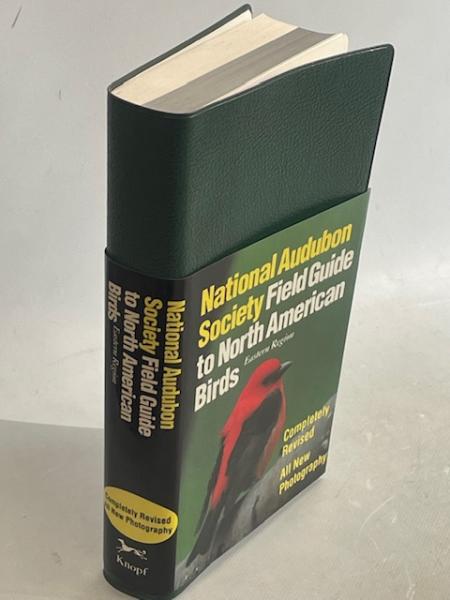 National Audubon
Society Field Guide
to North American
Birds Eastern Region
Completely
Revised
All New
Photography
National Audubon
Society Field Guide
to North American
Birds Eastern Region
Completely Revised
All New Photography
Knopf